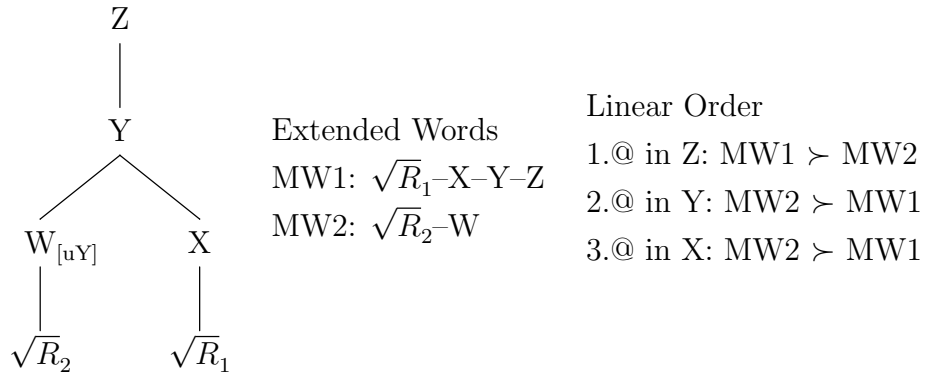 Z
Y
W[uY] X
√R2 √R1
Extended Words
MW1: √R1–X–Y–Z
MW2: √R2–W
Linear Order
1.@ in Z: MW1 ≻ MW2
2.@ in Y: MW2 ≻ MW1
3.@ in X: MW2 ≻ MW1